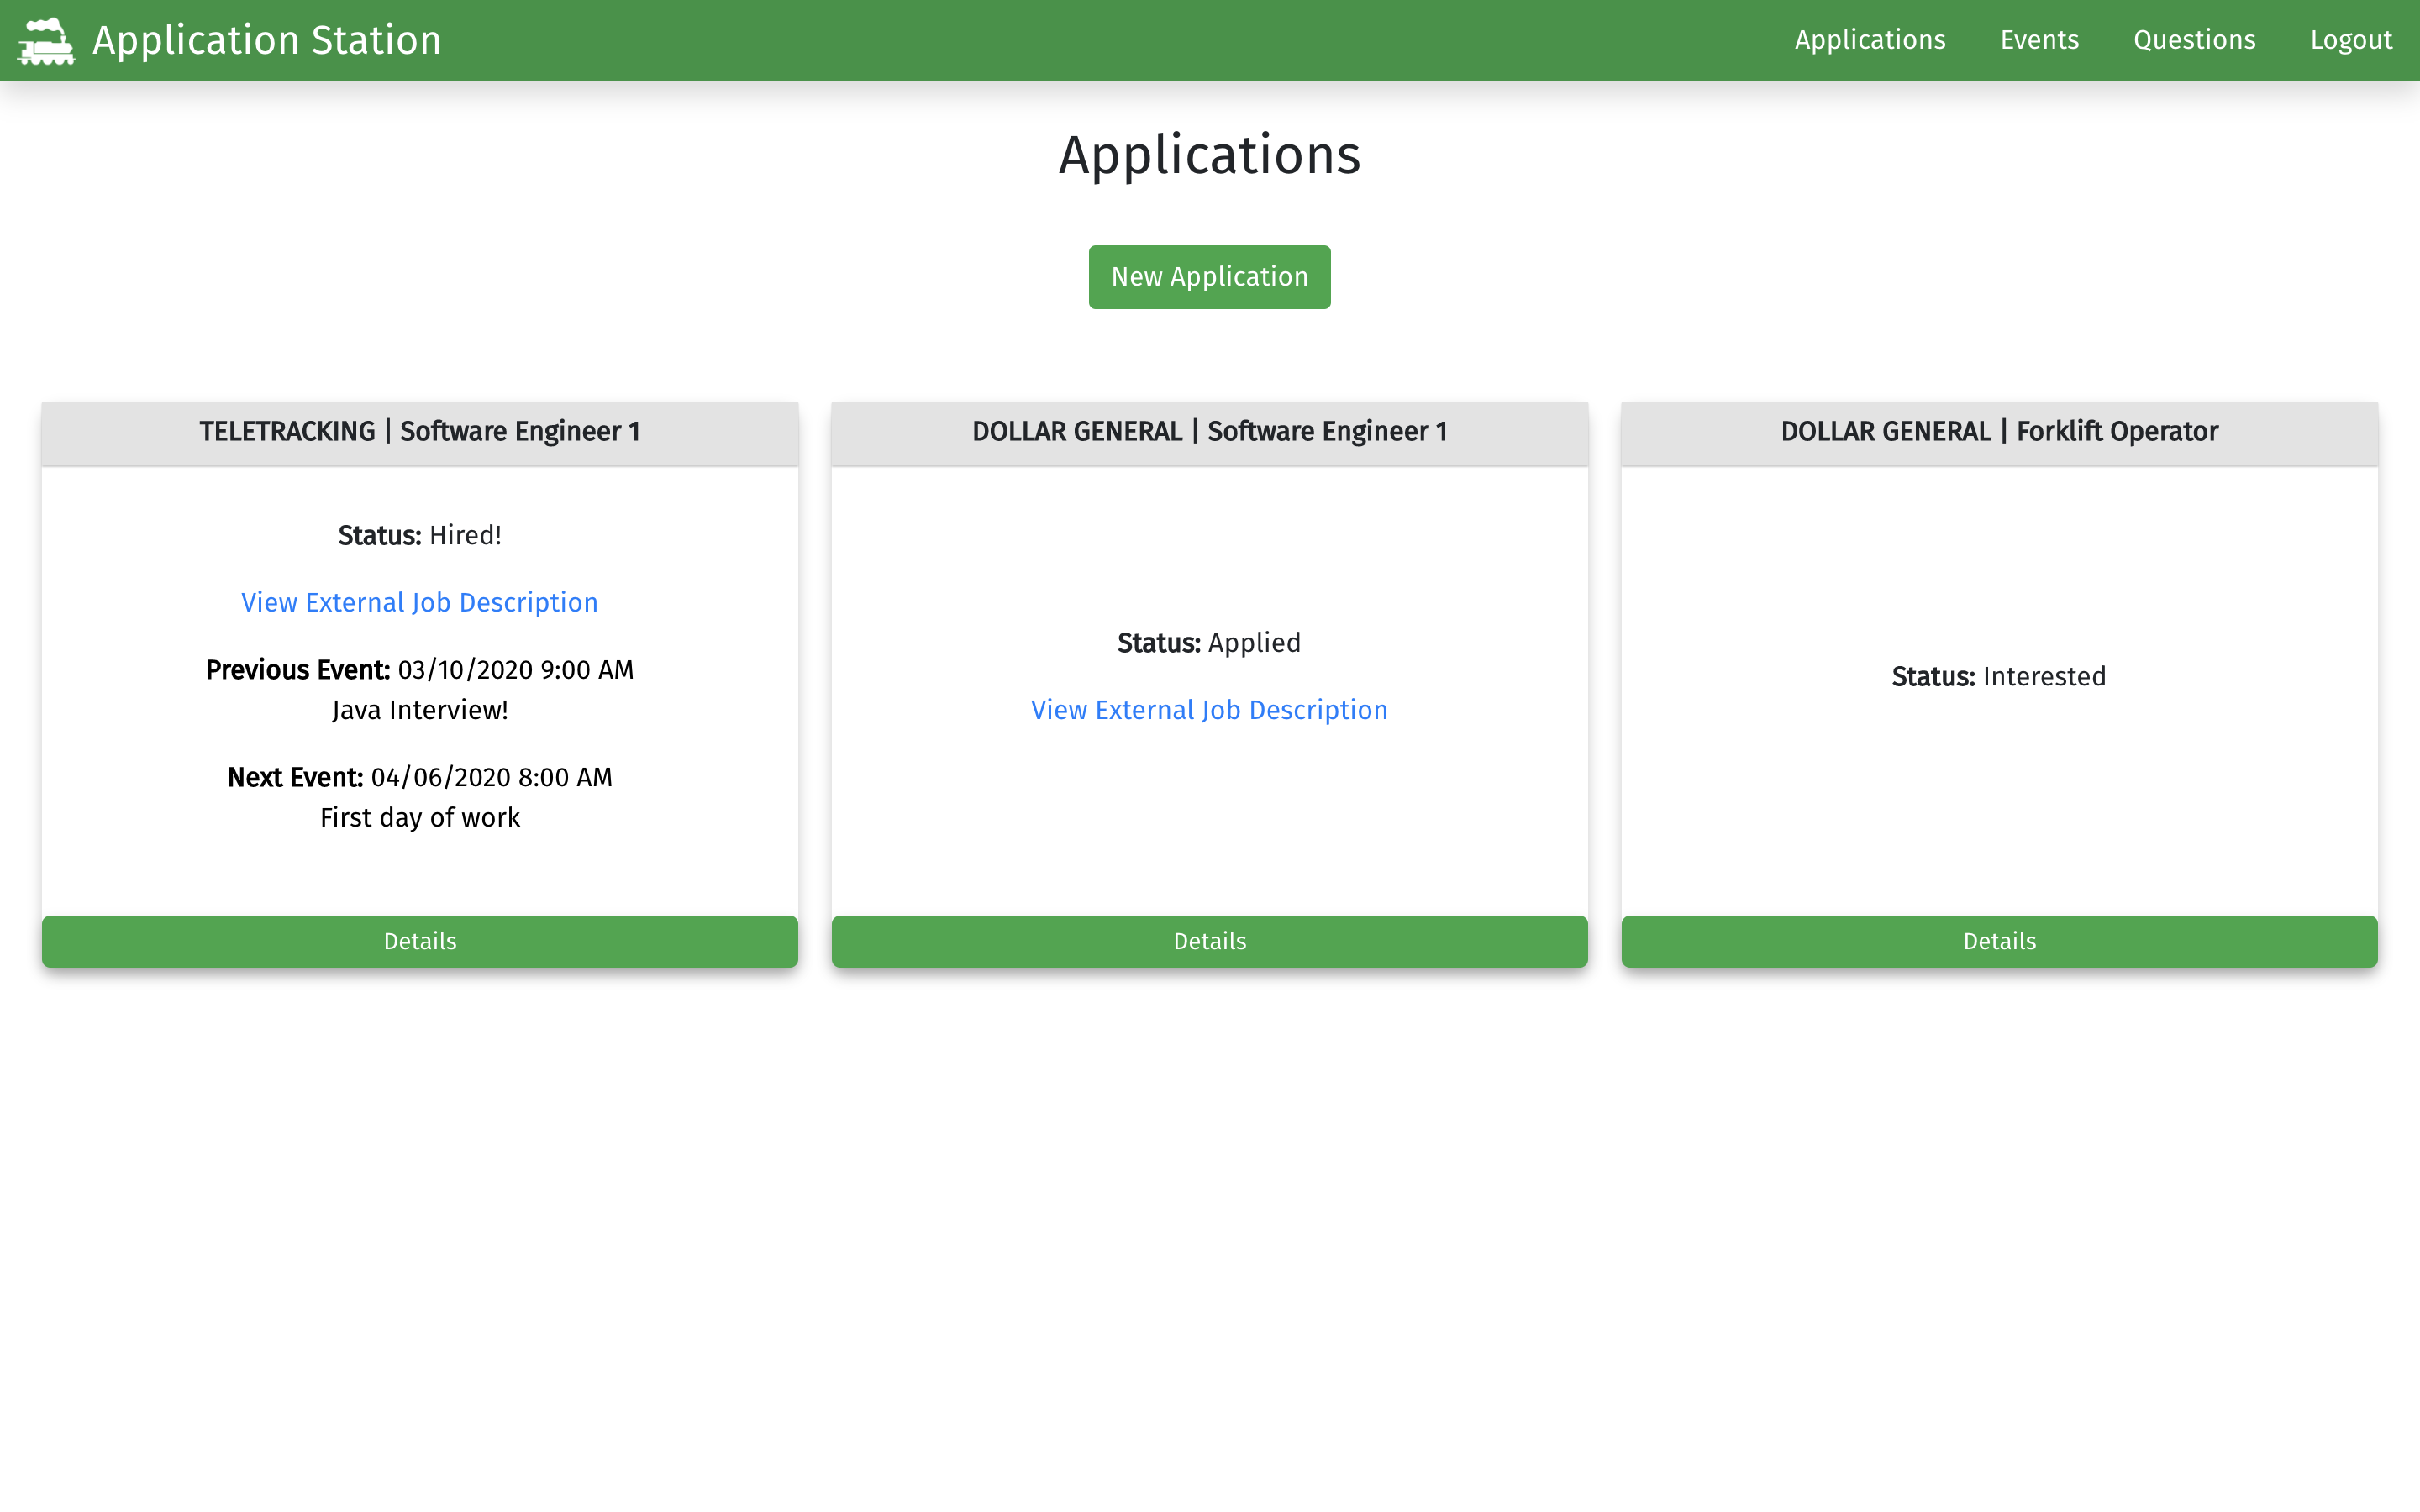 Application Station
Applications
Events
Questions
Logout
Applications
New Application
TELETRACKING | Software Engineer 1
Status: Hired!
View External Job Description
Previous Event: 03/10/2020 9:00 AM
Java Interview!
Next Event: 04/06/2020 8:00 AM
First day of work
Details
DOLLAR GENERAL | Software Engineer 1
Status: Applied
View External Job Description
Details
DOLLAR GENERAL | Forklift Operator
Status: Interested
Details